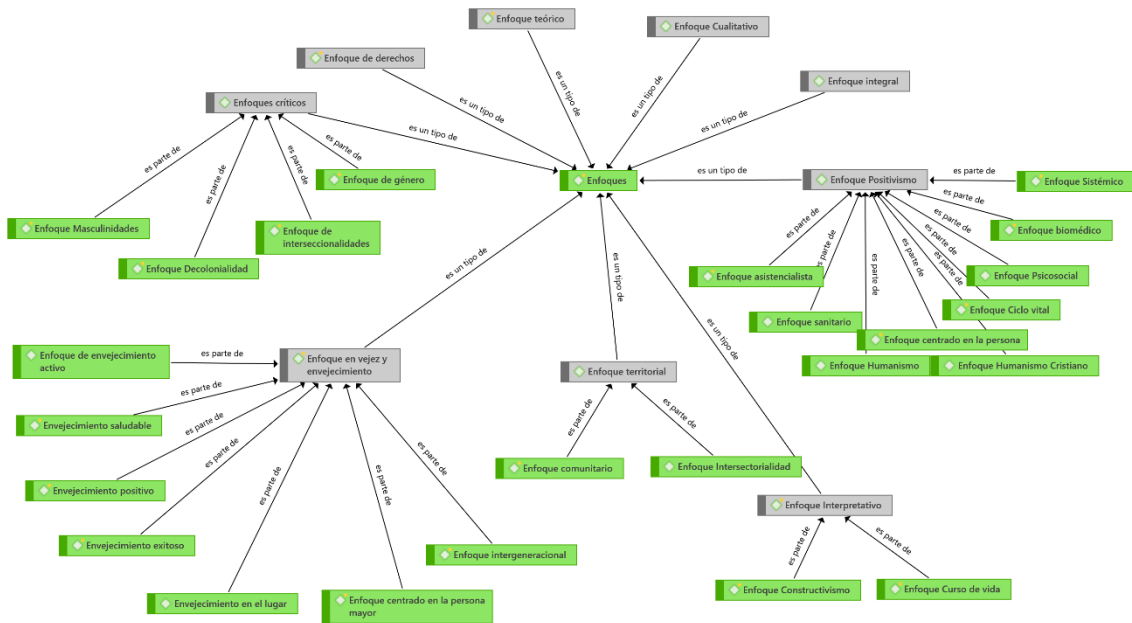 Enfoque teórico
Enfoque Cualitativo
Enfoque de derechos
Enfoque integral
Enfoques críticos
es un tipo de
es un tipo de
es un tipo de
es un tipo de
es un tipo de
es parte de
es parte de
es parte de
es parte de
Enfoque de género
Enfoques
es un tipo de
Enfoque Positivismo
es parte de
Enfoque Sistémico
Enfoque Masculinidades
Enfoque de
interseccionalidades
Enfoque Decolonialidad
es parte de
Enfoque biomédico
es parte de
es parte de
es parte de
es parte de
es parte de
es parte de
es parte de
Enfoque asistencialista
Enfoque Psicosocial
Enfoque Ciclo vital
Enfoque sanitario
Enfoque centrado en la persona
Enfoque Humanismo
Enfoque Humanismo Cristiano
es un tipo de
es un tipo de
es un tipo de
Enfoque de envejecimiento
activo
es parte de
Enfoque en vejez y
envejecimiento
Enfoque territorial
es parte de
Envejecimiento saludable
es parte de
es parte de
es parte de
es parte de
es parte de
es parte de
es parte de
Enfoque comunitario
Enfoque Intersectorialidad
Envejecimiento positivo
Enfoque Interpretativo
Envejecimiento exitoso
Enfoque intergeneracional
es parte de
es parte de
Envejecimiento en el lugar
Enfoque centrado en la persona
mayor
Enfoque Constructivismo
Enfoque Curso de vida